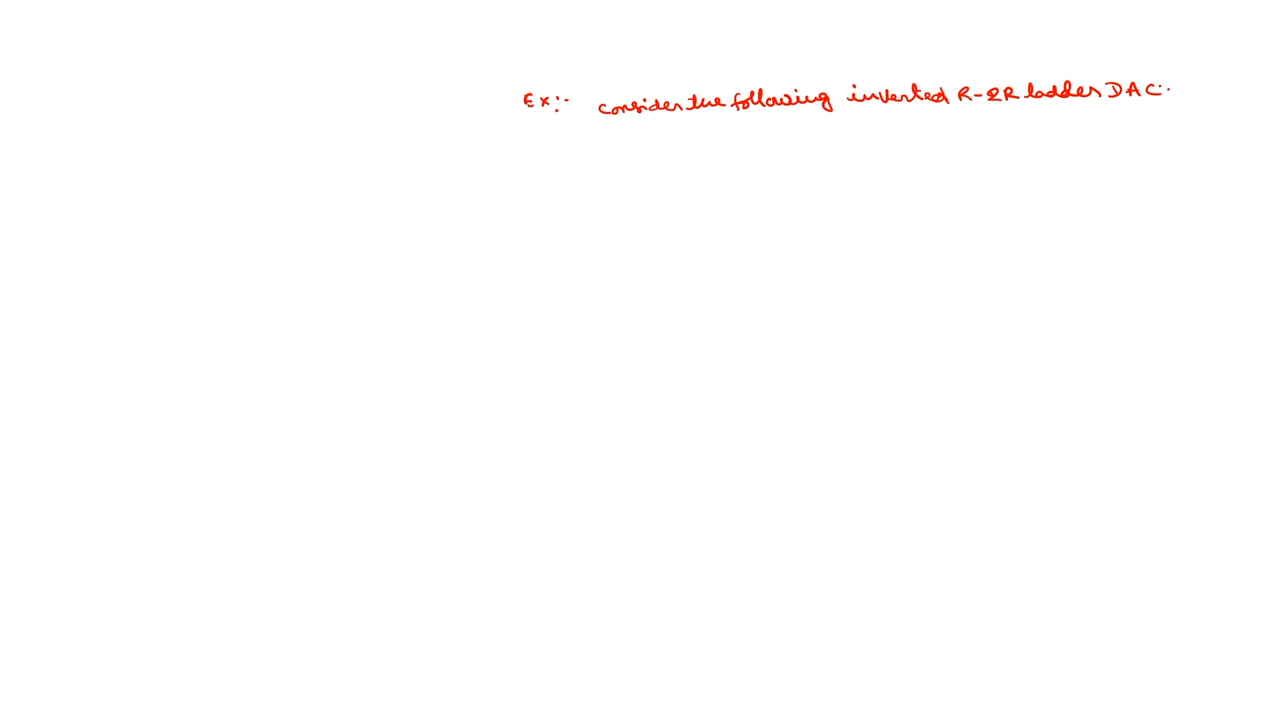 Ex:- Consider the following inverted R-2R ladder DAC:.